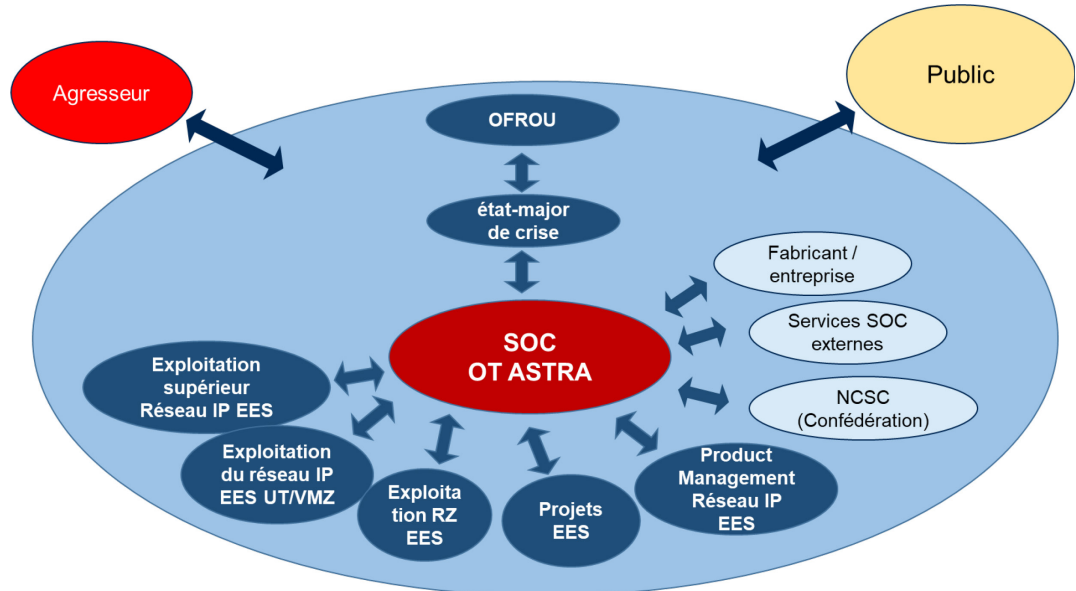 Agresseur
Public
OFROU
état-major
de crise
Fabricant /
entreprise
SOC
OT ASTRA
Services SOC
externes
Exploitation
supérieur
Réseau IP EES
NCSC
(Confédération)
Exploitation
du réseau IP
EES UT/VMZ
Exploita
tion RZ
EES
Projets
EES
Product
Management
Réseau IP
EES